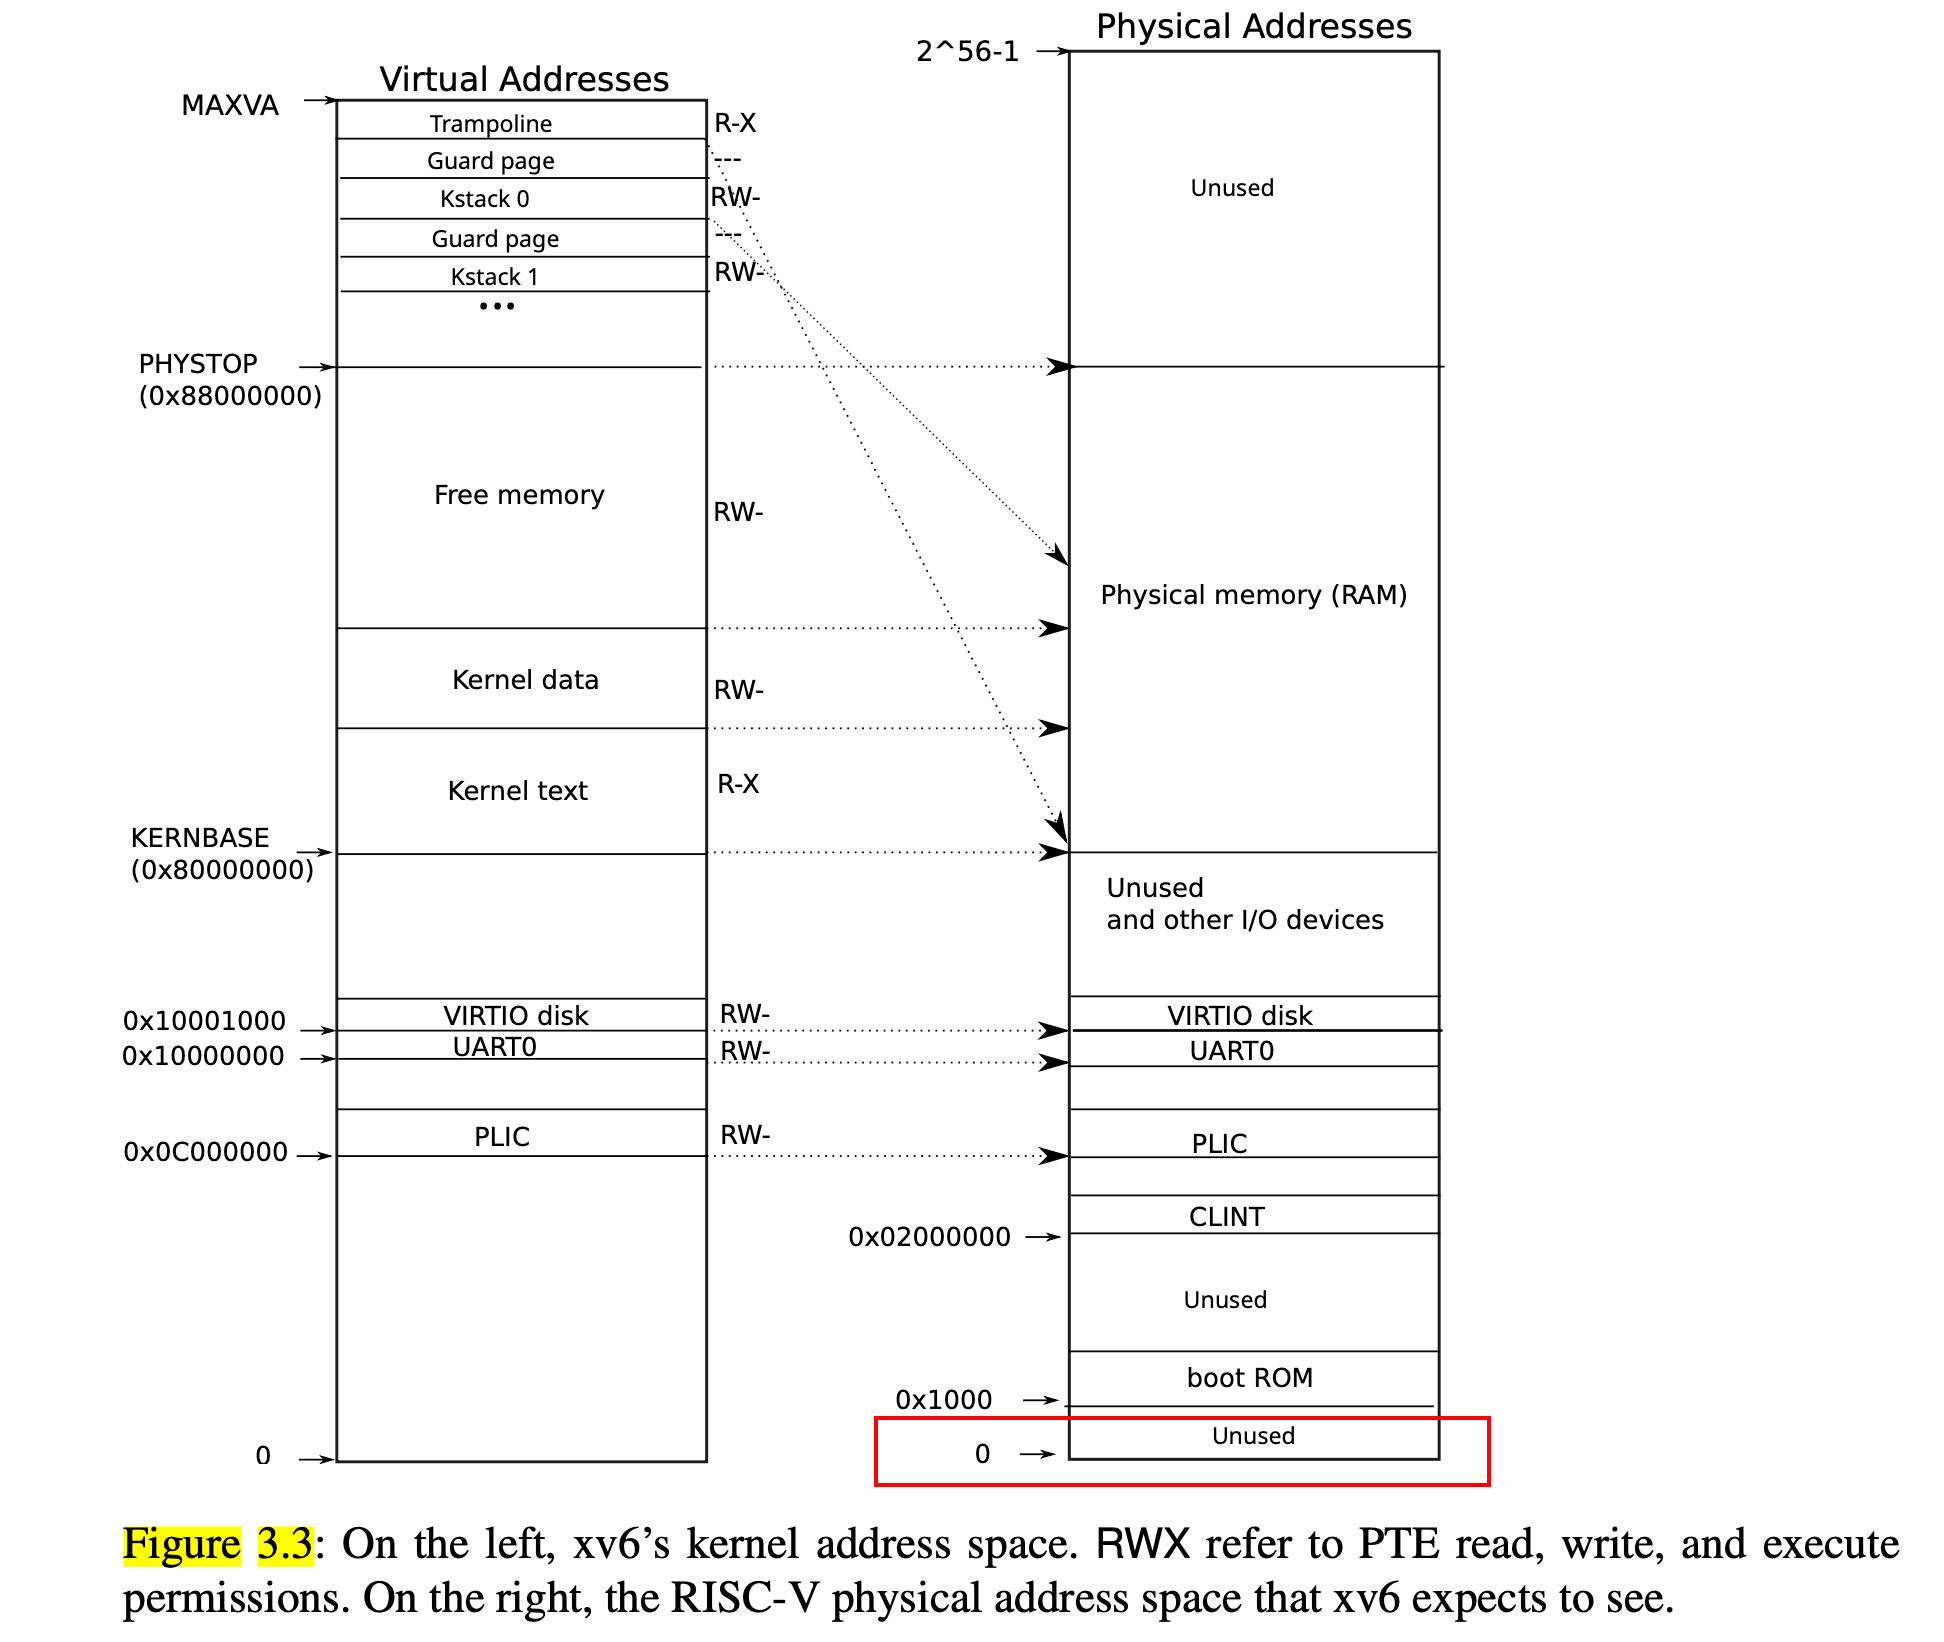 Physical Addresses
2^56-1
Virtual Addresses
MAXVA
Trampoline
R-X
Guard page
---
Kstack 0
RW-
Guard page
---
Kstack 1
RW-
...
Unused
PHYSTOP
(0x88000000)
Free memory
RW-
Physical memory (RAM)
Kernel data
RW-
Kernel text
R-X
KERNBASE
(0x80000000)
Unused
and other I/O devices
0x10001000
VIRTIO disk
RW-
VIRTIO disk
0x10000000
UART0
RW-
UART0
0x0C000000
PLIC
RW-
PLIC
CLINT
0x02000000
Unused
boot ROM
0x1000
Unused
0
0
Figure 3.3: On the left, xv6’s kernel address space. RWX refer to PTE read, write, and execute
permissions. On the right, the RISC-V physical address space that xv6 expects to see.